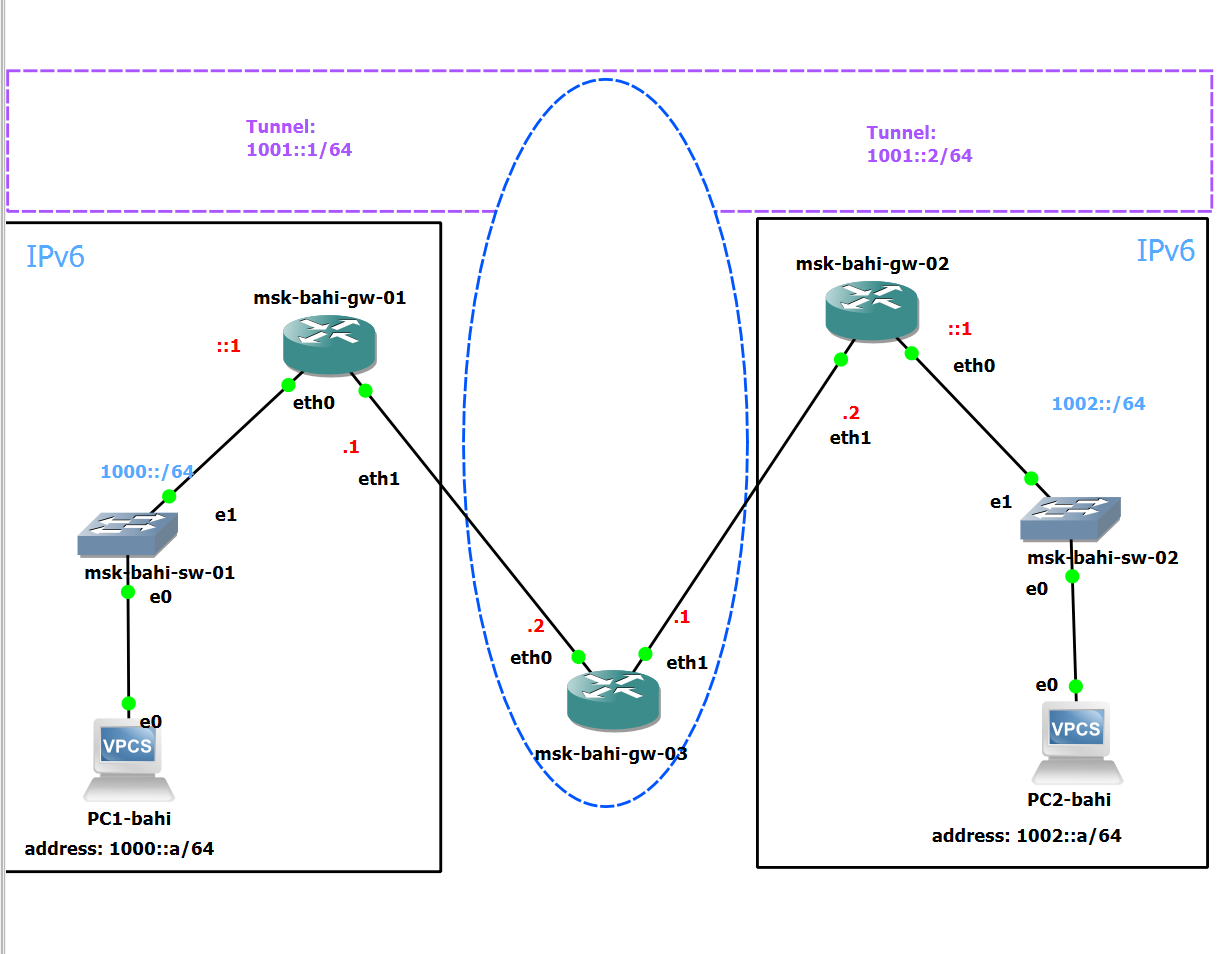 Tunnel:
1001::1/64
Tunnel:
1001::2/64
IPv6
IPv6
msk-bahi-gw-01
msk-bahi-gw-02
::1
eth0
::1
eth0
1002::/64
.1
eth1
.2
eth1
1000::/64
e1
e1
msk-bahi-sw-01
e0
msk-bahi-sw-02
e0
.2
eth0
.1
eth1
e0
VPCS
e0
VPCS
msk-bahi-gw-03
PC1-bahi
address: 1000::a/64
PC2-bahi
address: 1002::a/64